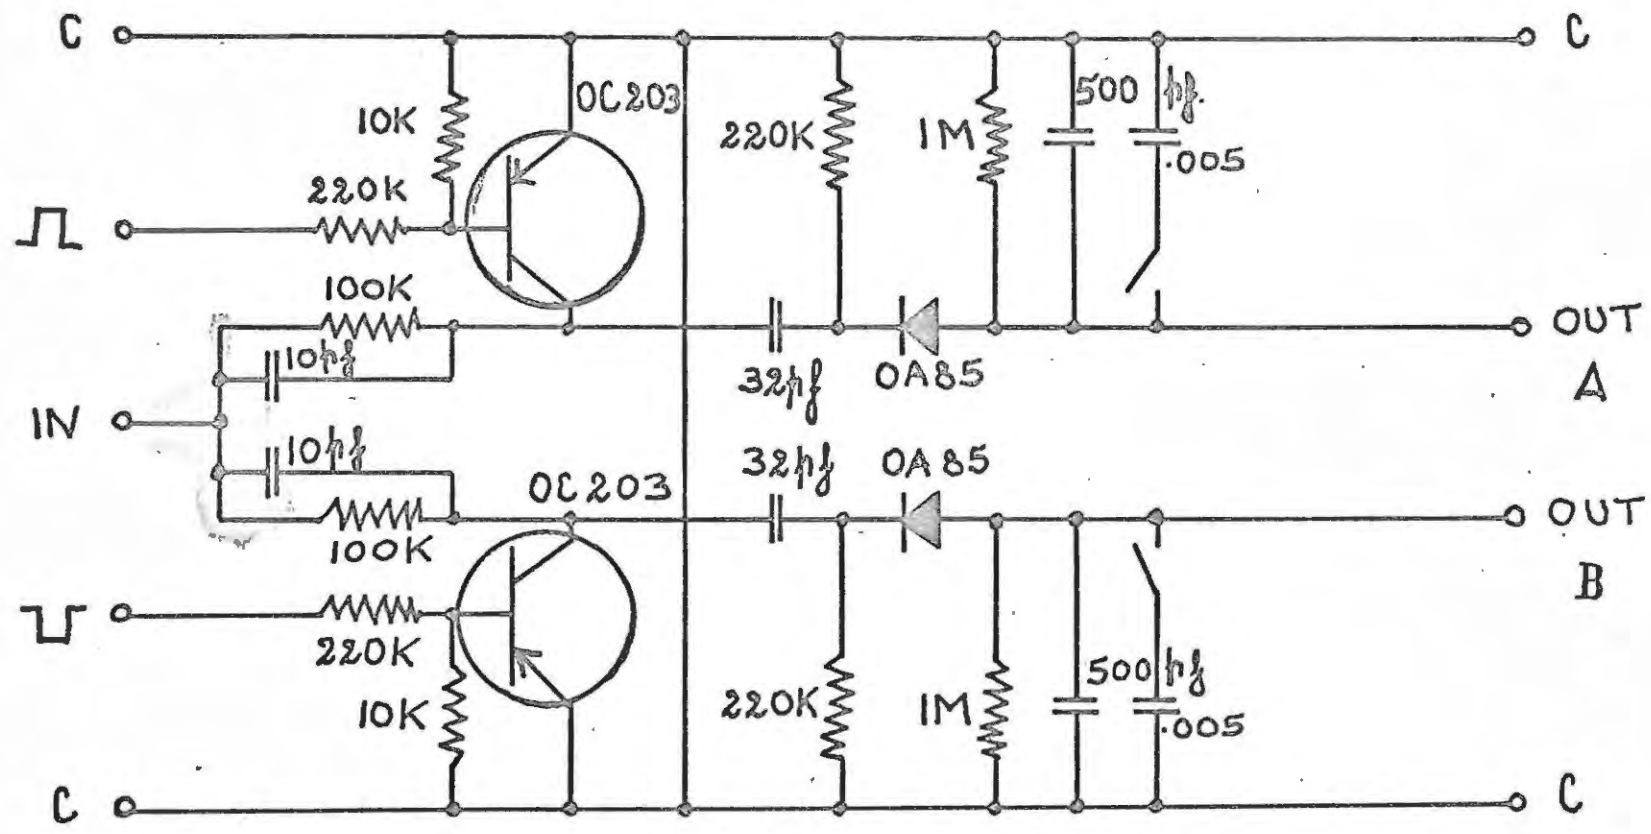 C
C
10K
OC203
220K
1M
500 pf.
.005
220K
100K
10pf
32pf
OA85
OUT
A
IN
10pf
100K
OC203
32pf
OA85
OUT
B
220K
10K
220K
1M
500 pf
.005
C
C